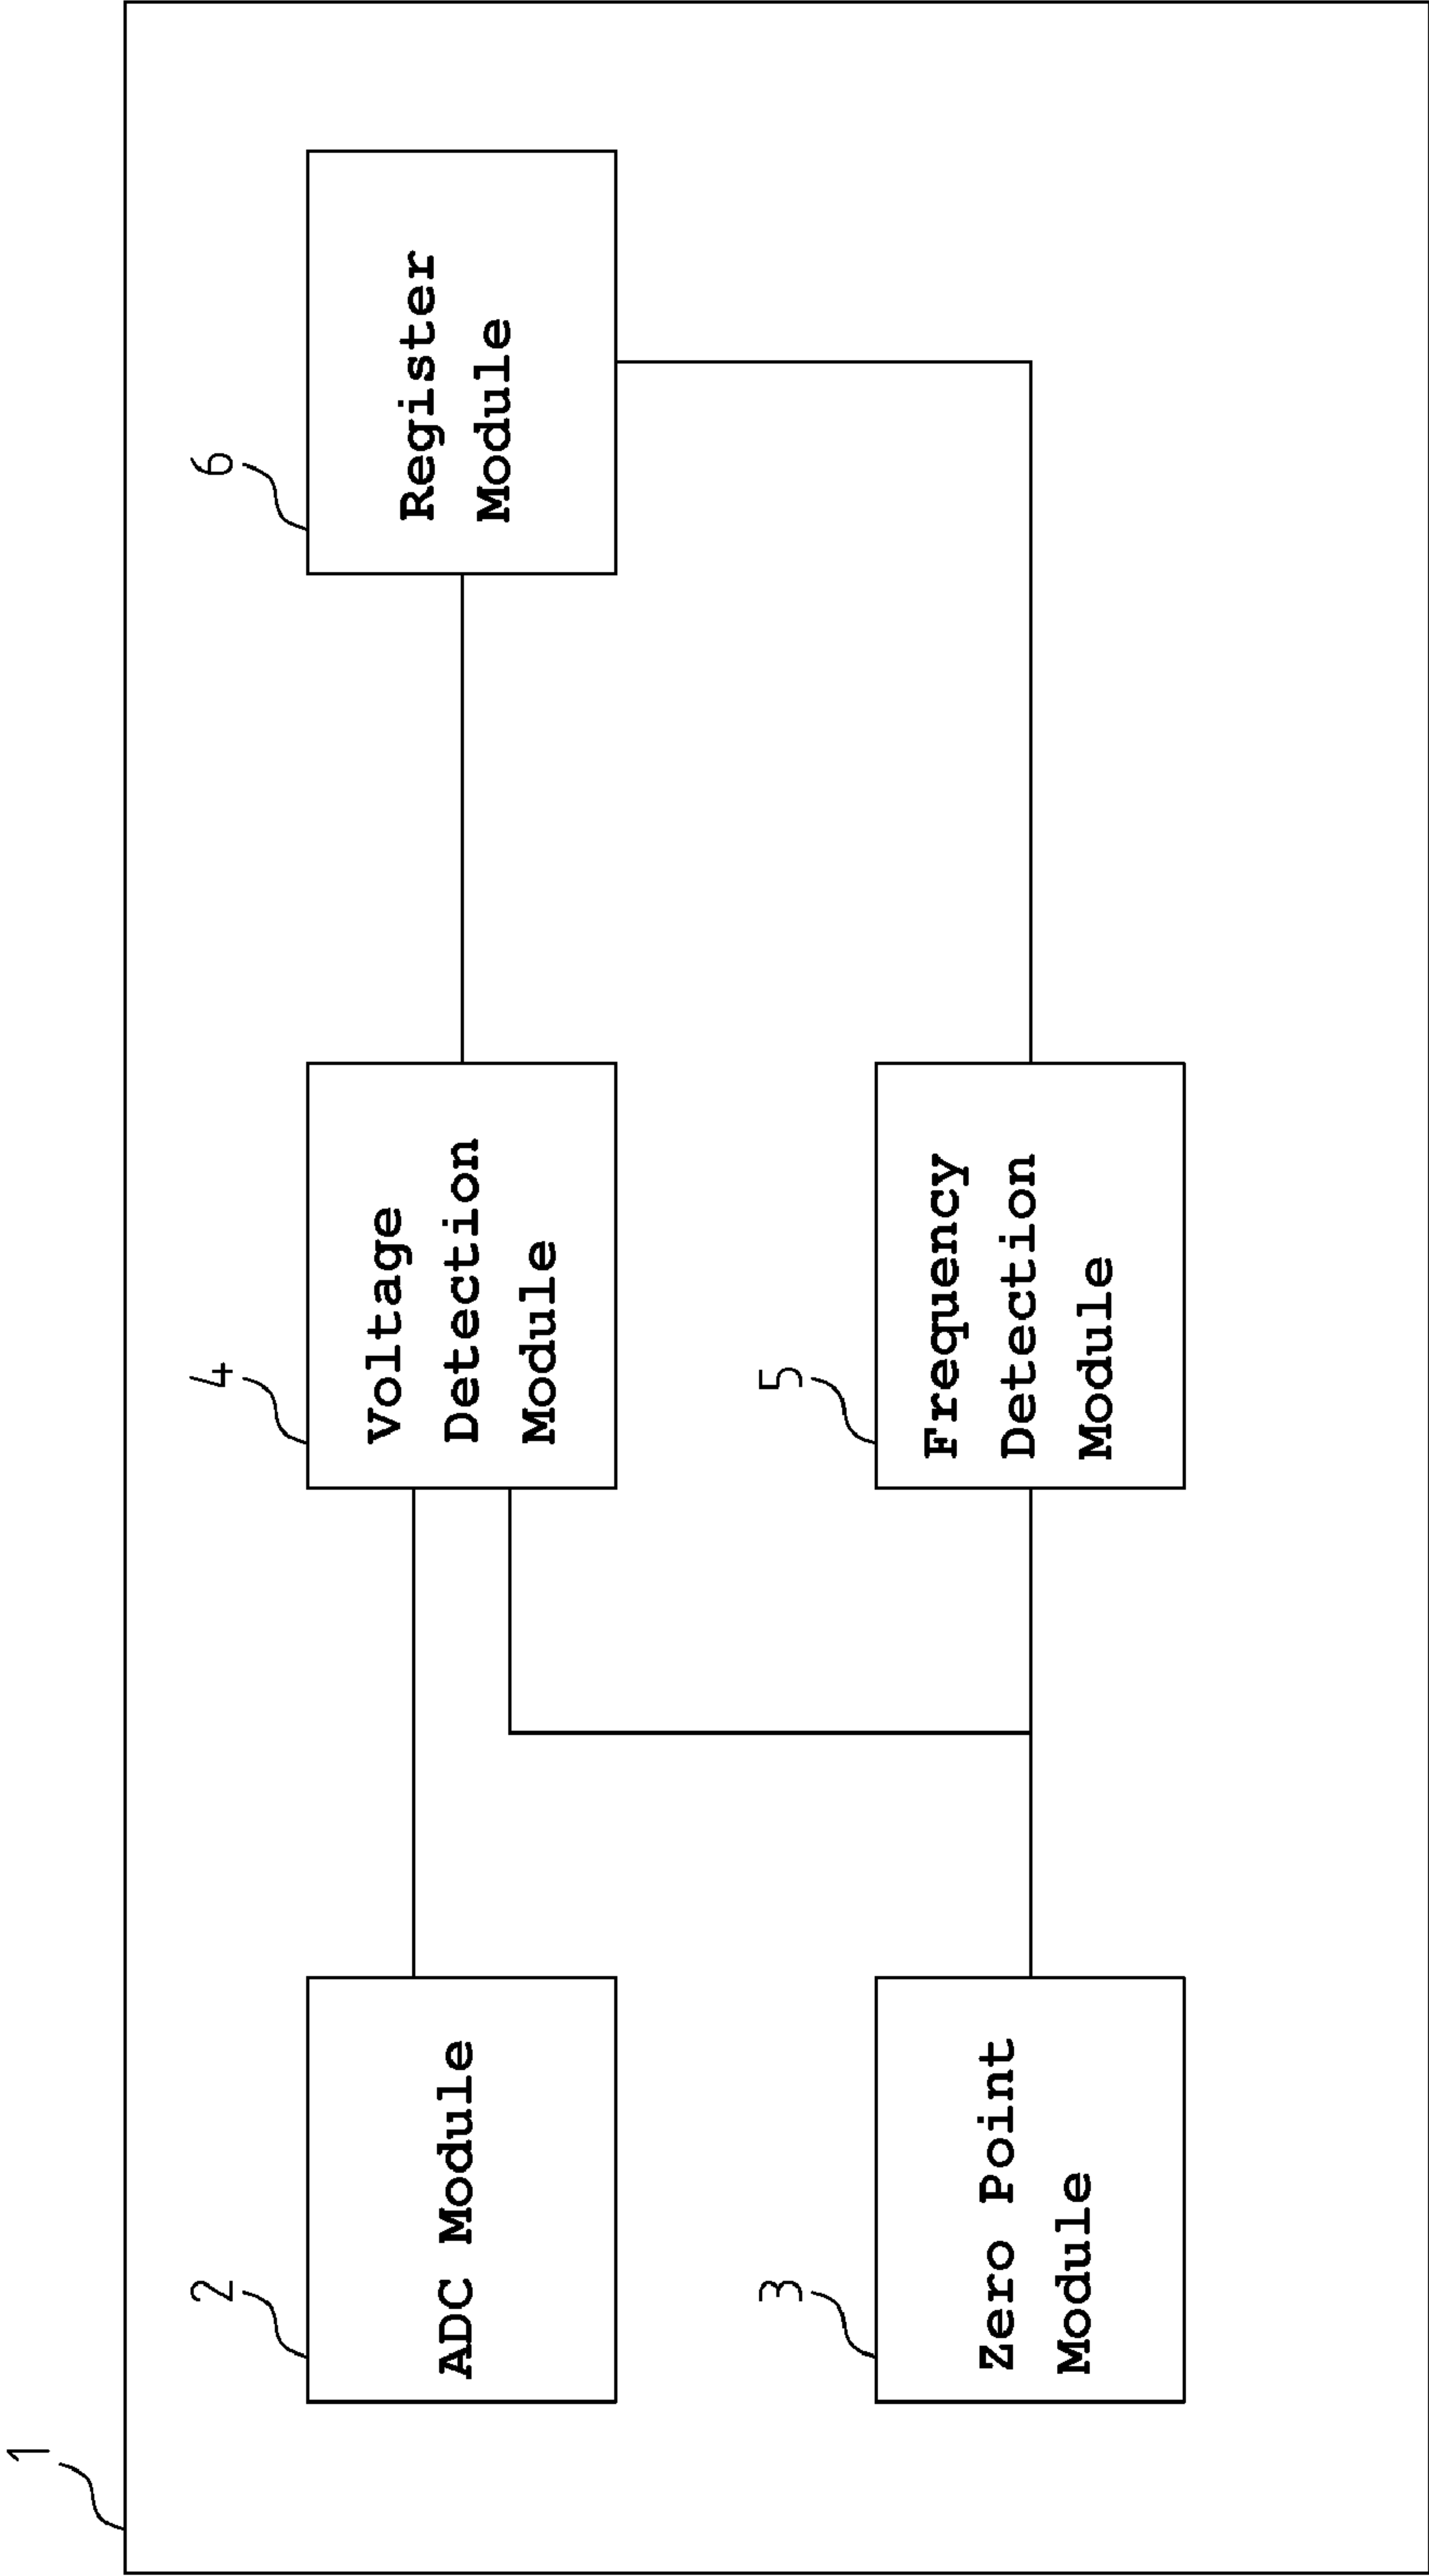 1
2
ADC Module
4
Voltage
Detection
Module
6
Register
Module
3
Zero Point
Module
5
Frequency
Detection
Module